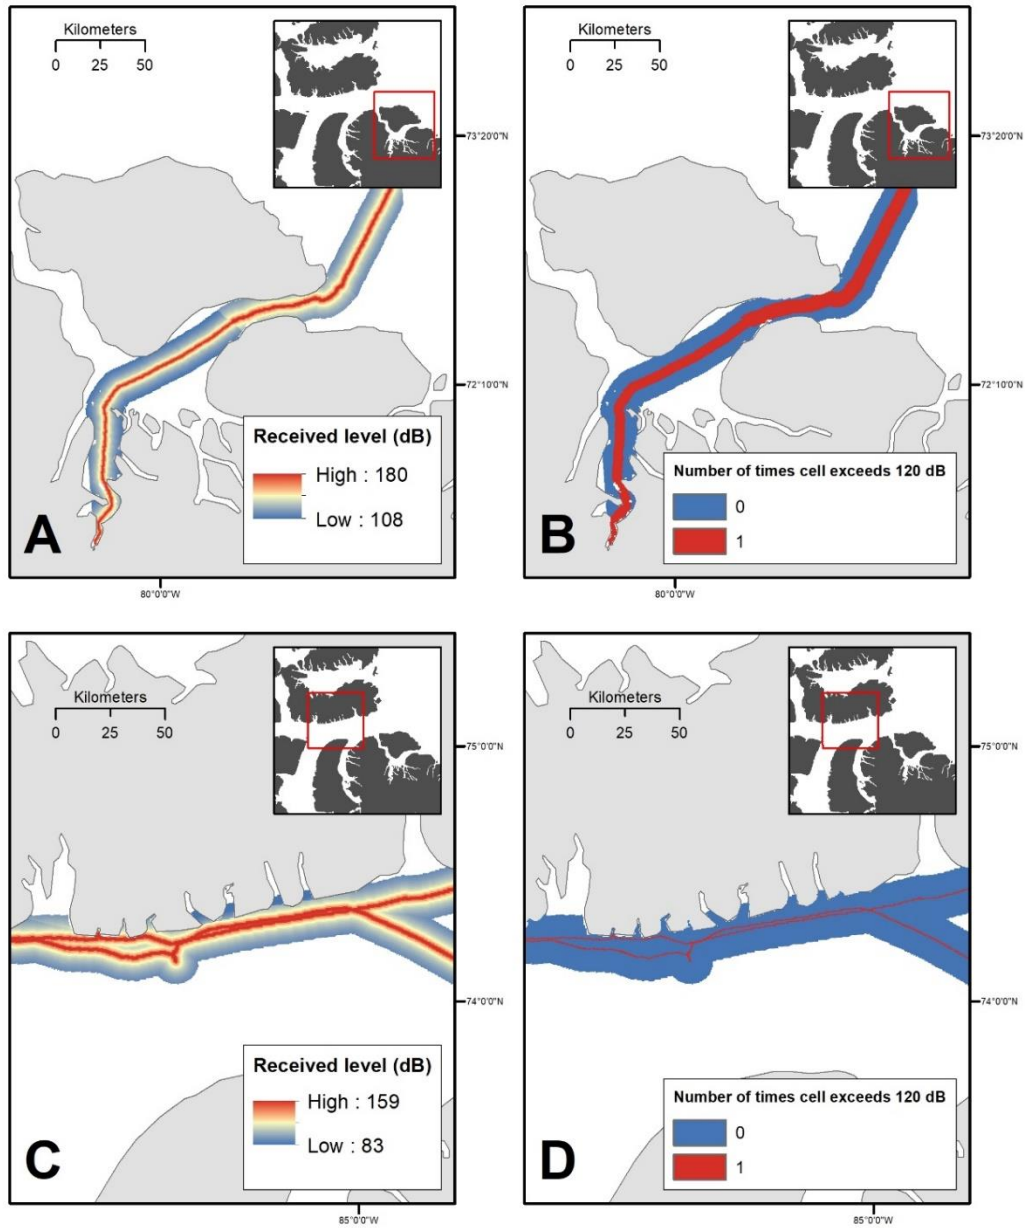 Kilometers
0 25 50
73°20'0"N
72°10'0"N
Received level (dB)
High : 180
Low : 108
A
80°0'0"W
Kilometers
0 25 50
73°20'0"N
72°10'0"N
Number of times cell exceeds 120 dB
0
1
B
80°0'0"W
Kilometers
0 25 50
75°0'0"N
74°0'0"N
Received level (dB)
High : 159
Low : 83
C
85°0'0"W
Kilometers
0 25 50
75°0'0"N
74°0'0"N
Number of times cell exceeds 120 dB
0
1
D
85°0'0"W